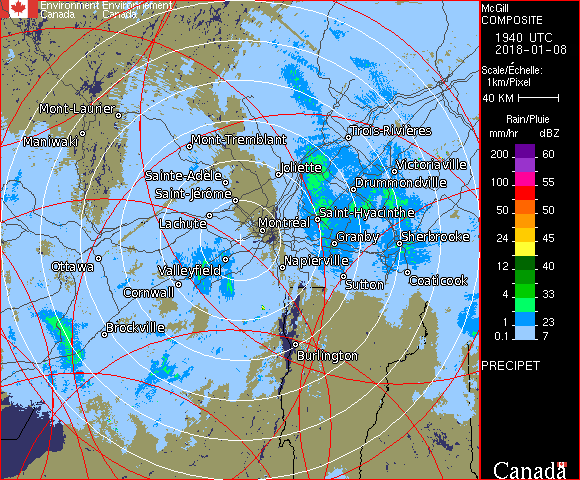 Environment Environnement
Canada Canada
McGill
COMPOSITE
1940 UTC
2018-01-08
Scale/Échelle:
1km/Pixel
40 KM
Rain/Pluie
mm/hr dBZ
200 60
100 55
50 50
24 45
12 40
4 33
1 23
0.1 7
PRECIPET
Canada
Mont-Laurier
Maniwaki
Mont-Tremblant
Trois-Rivières
Joliette
Victoriaville
Sainte-Adèle
Drummondville
Saint-Jérôme
Saint-Hyacinthe
Lachute
Montréal
Granby
Sherbrooke
Ottawa
Valleyfield
Napierville
Coaticook
Cornwall
Sutton
Brockville
Burlington